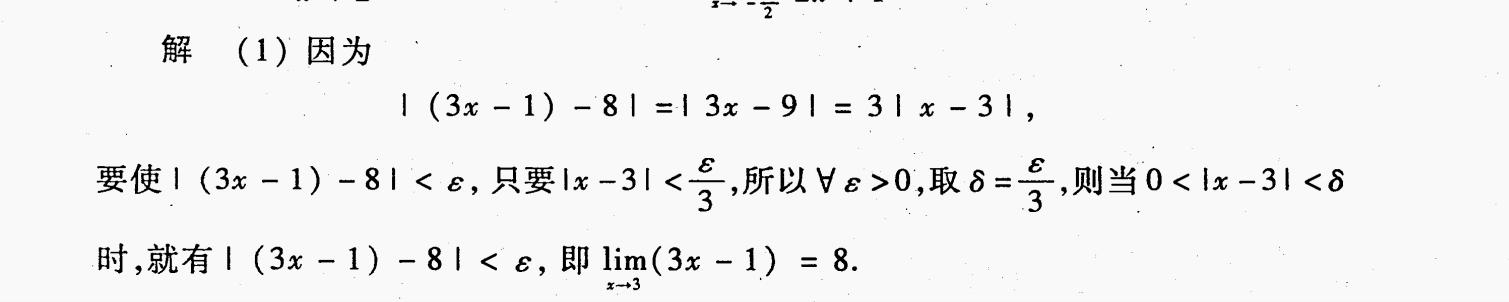 解 (1) 因为
| (3x − 1) − 8 | = | 3x − 9 | = 3 | x − 3 |,
要使 | (3x − 1) − 8 | < ε, 只要 |x − 3| < ε/3, 所以 ∀ ε > 0, 取 δ = ε/3, 则当 0 < |x − 3| < δ
时, 就有 | (3x − 1) − 8 | < ε, 即 lim_{x→3} (3x − 1) = 8.